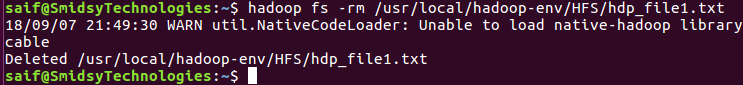 saif@SmidsyTechnologies:~$ hadoop fs -rm /usr/local/hadoop-env/HFS/hdp_file1.txt
18/09/07 21:49:30 WARN util.NativeCodeLoader: Unable to load native-hadoop library
cable
Deleted /usr/local/hadoop-env/HFS/hdp_file1.txt
saif@SmidsyTechnologies:~$